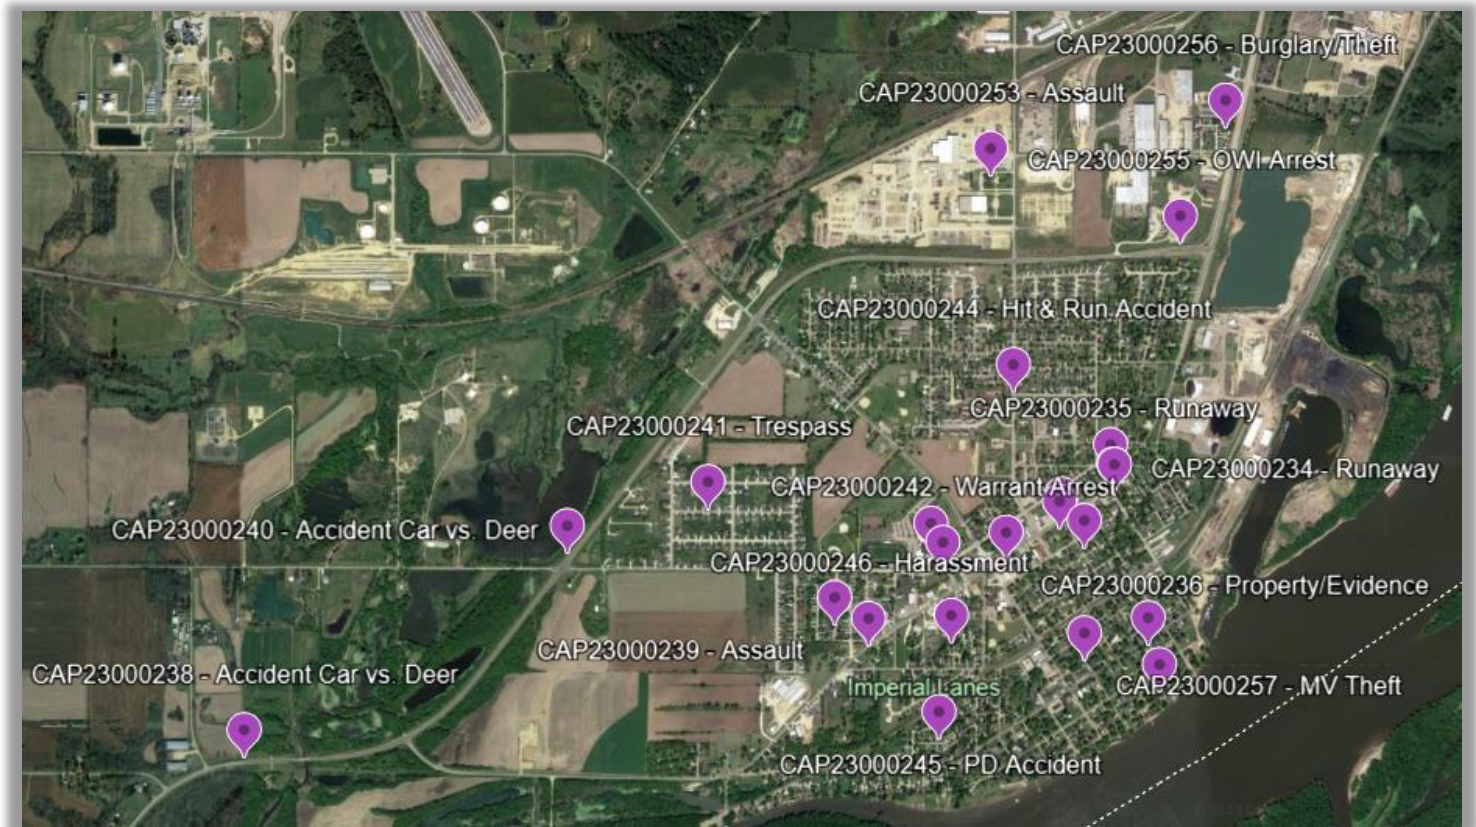 CAP23000256 - Burglary/Theft
CAP23000253 - Assault
CAP23000255 - OWI Arrest
CAP23000244 - Hit & Run Accident
CAP23000235 - Runaway
CAP23000241 - Trespass
CAP23000234 - Runaway
CAP23000242 - Warrant Arrest
CAP23000240 - Accident Car vs. Deer
CAP23000246 - Harassment
CAP23000236 - Property/Evidence
CAP23000239 - Assault
CAP23000238 - Accident Car vs. Deer
Imperial Lanes
CAP23000257 - MV Theft
CAP23000245 - PD Accident